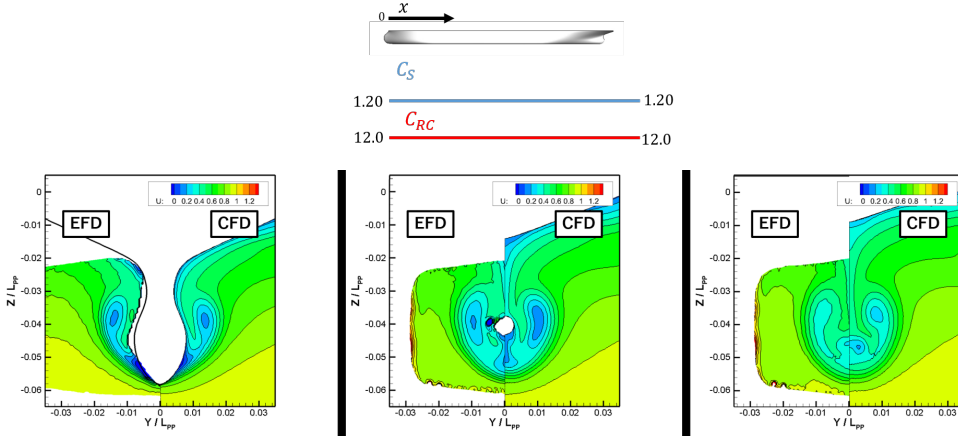 0 x
C_S
1.20 1.20
C_RC
12.0 12.0
0
-0.01
-0.02
-0.03
-0.04
-0.05
-0.06
Z / L_PP
U: 0 0.2 0.4 0.6 0.8 1 1.2
EFD CFD
-0.03 -0.02 -0.01 0 0.01 0.02 0.03
Y / L_PP
0
-0.01
-0.02
-0.03
-0.04
-0.05
-0.06
Z / L_PP
U: 0 0.2 0.4 0.6 0.8 1 1.2
EFD CFD
-0.03 -0.02 -0.01 0 0.01 0.02 0.03
Y / L_PP
0
-0.01
-0.02
-0.03
-0.04
-0.05
-0.06
Z / L_PP
U: 0 0.2 0.4 0.6 0.8 1 1.2
EFD CFD
-0.03 -0.02 -0.01 0 0.01 0.02 0.03
Y / L_PP